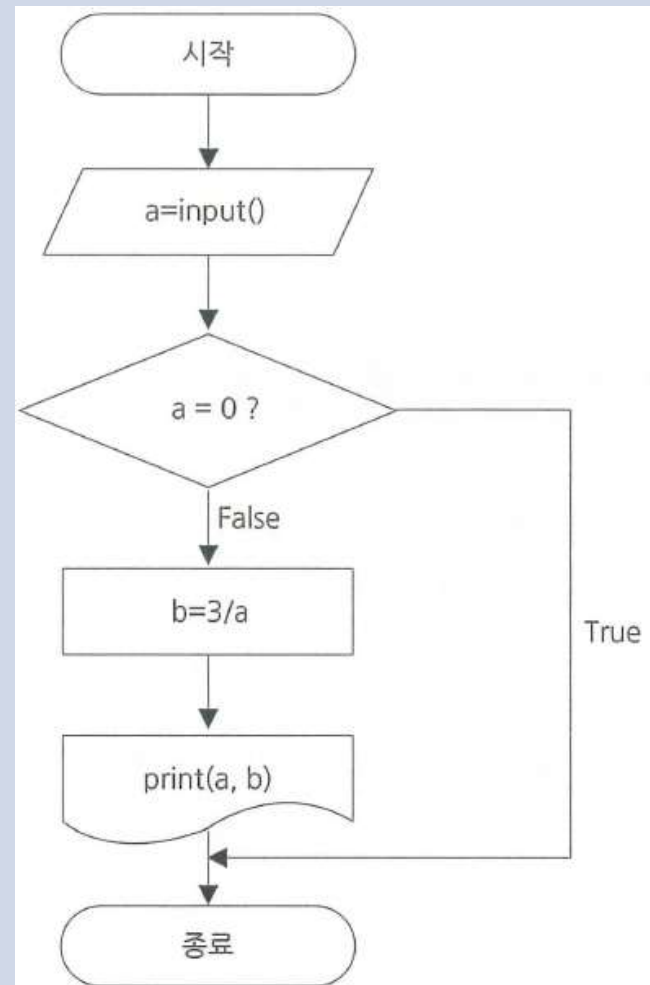 시작
a=input()
a = 0 ?
False
b=3/a
True
print(a, b)
종료